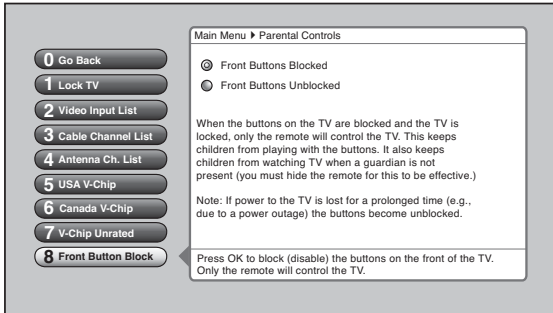 Main Menu ▸ Parental Controls
0 Go Back
1 Lock TV
2 Video Input List
3 Cable Channel List
4 Antenna Ch. List
5 USA V-Chip
6 Canada V-Chip
7 V-Chip Unrated
8 Front Button Block
Front Buttons Blocked
Front Buttons Unblocked
When the buttons on the TV are blocked and the TV is
locked, only the remote will control the TV. This keeps
children from playing with the buttons. It also keeps
children from watching TV when a guardian is not
present (you must hide the remote for this to be effective.)
Note: If power to the TV is lost for a prolonged time (e.g.,
due to a power outage) the buttons become unblocked.
Press OK to block (disable) the buttons on the front of the TV.
Only the remote will control the TV.